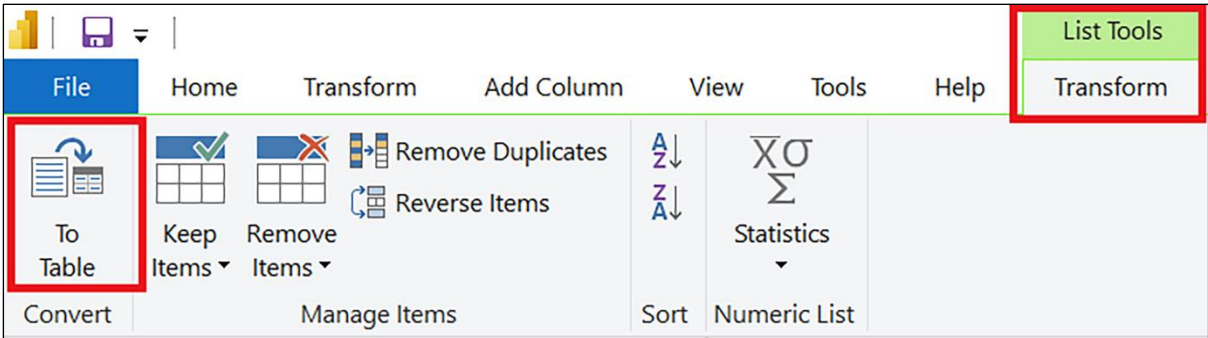 List Tools
File Home Transform Add Column View Tools Help Transform
To
Table
Keep
Items
Remove
Items
Remove Duplicates
Reverse Items
A
Z
Z
A
X̄σ
Σ
Statistics
Convert Manage Items Sort Numeric List